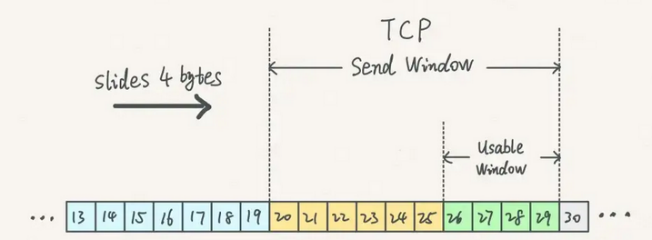 TCP
Send Window
slides 4 bytes
Usable
Window
... 13 14 15 16 17 18 19 20 21 22 23 24 25 26 27 28 29 30 ...